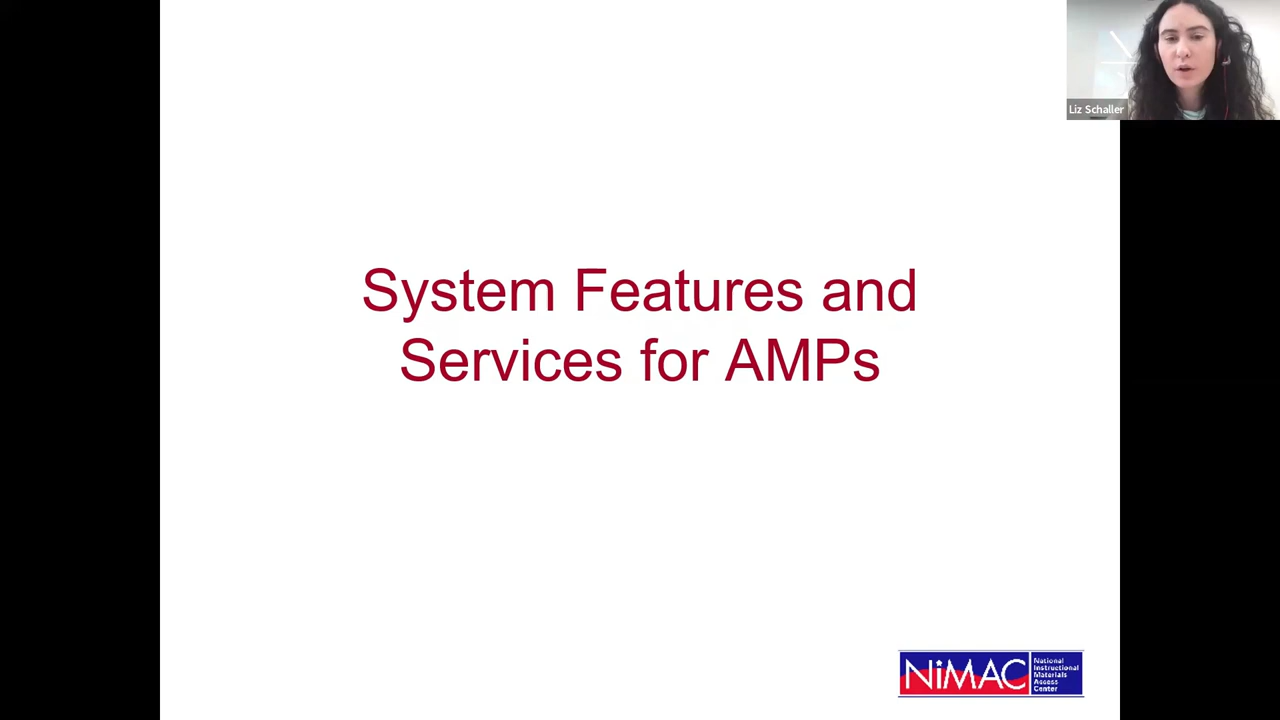 Liz Schaller
System Features and
Services for AMPs
NiMAC
National
Instructional
Materials
Access
Center